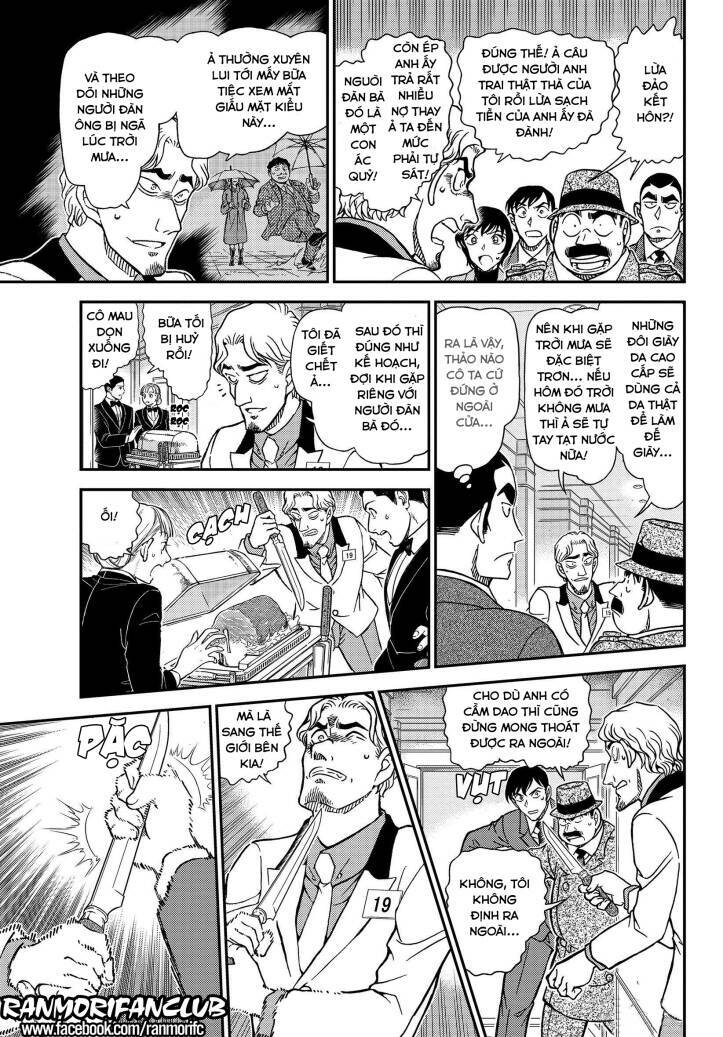 LỪA
ĐẢO
KẾT
HÔN?!
ĐÚNG THẾ! Ả CÂU
ĐƯỢC NGƯỜI ANH
TRAI THẬT THÀ CỦA
TÔI RỒI LỪA SẠCH
TIỀN CỦA ANH ẤY ĐÃ
ĐÀNH!
CÒN ÉP
ANH ẤY
TRẢ RẤT
NHIỀU
NỢ THAY
Ả TA ĐẾN
MỨC
PHẢI TỰ
SÁT!
NGƯỜI
ĐÀN BÀ
ĐÓ LÀ
MỘT
CON
ÁC
QUỶ!
Ả THƯỜNG XUYÊN
LUI TỚI MẤY BỮA
TIỆC XEM MẮT
GIẤU MẶT KIỂU
NÀY...
VÀ THEO
DÕI NHỮNG
NGƯỜI ĐÀN
ÔNG BỊ NGÃ
LÚC TRỜI
MƯA...
NHỮNG
ĐÔI GIÀY
DA CAO
CẤP SẼ
DÙNG CẢ
DA THẬT
ĐỂ LÀM
ĐẾ
GIÀY...
NÊN KHI GẶP
TRỜI MƯA SẼ
ĐẶC BIỆT
TRƠN... NẾU
HÔM ĐÓ TRỜI
KHÔNG MƯA
THÌ Ả SẼ TỰ
TAY TẠT NƯỚC
NỮA!
RA LÀ VẬY,
THẢO NÀO
CÔ TA CỨ
ĐỨNG Ở
NGOÀI
CỬA...
15
SAU ĐÓ THÌ
ĐÚNG NHƯ
KẾ HOẠCH,
ĐỢI KHI GẶP
RIÊNG VỚI
NGƯỜI ĐÀN
BÀ ĐÓ...
TÔI ĐÃ
GIẾT
CHẾT
Ả...
BỮA TỐI
BỊ HUỶ
RỒI!
CÔ MAU
DỌN
XUỐNG
ĐI!
RỌC
RỌC
19
CẠCH
ỐI!
19
CHO DÙ ANH CÓ
CẦM DAO THÌ CŨNG
ĐỪNG MONG THOÁT
ĐƯỢC RA NGOÀI!
VỤT
KHÔNG, TÔI
KHÔNG
ĐỊNH RA
NGOÀI...
MÀ LÀ
SANG THẾ
GIỚI BÊN
KIA!
19
PẶC
RANMORIFANCLUB
www.facebook.com/ranmorifc